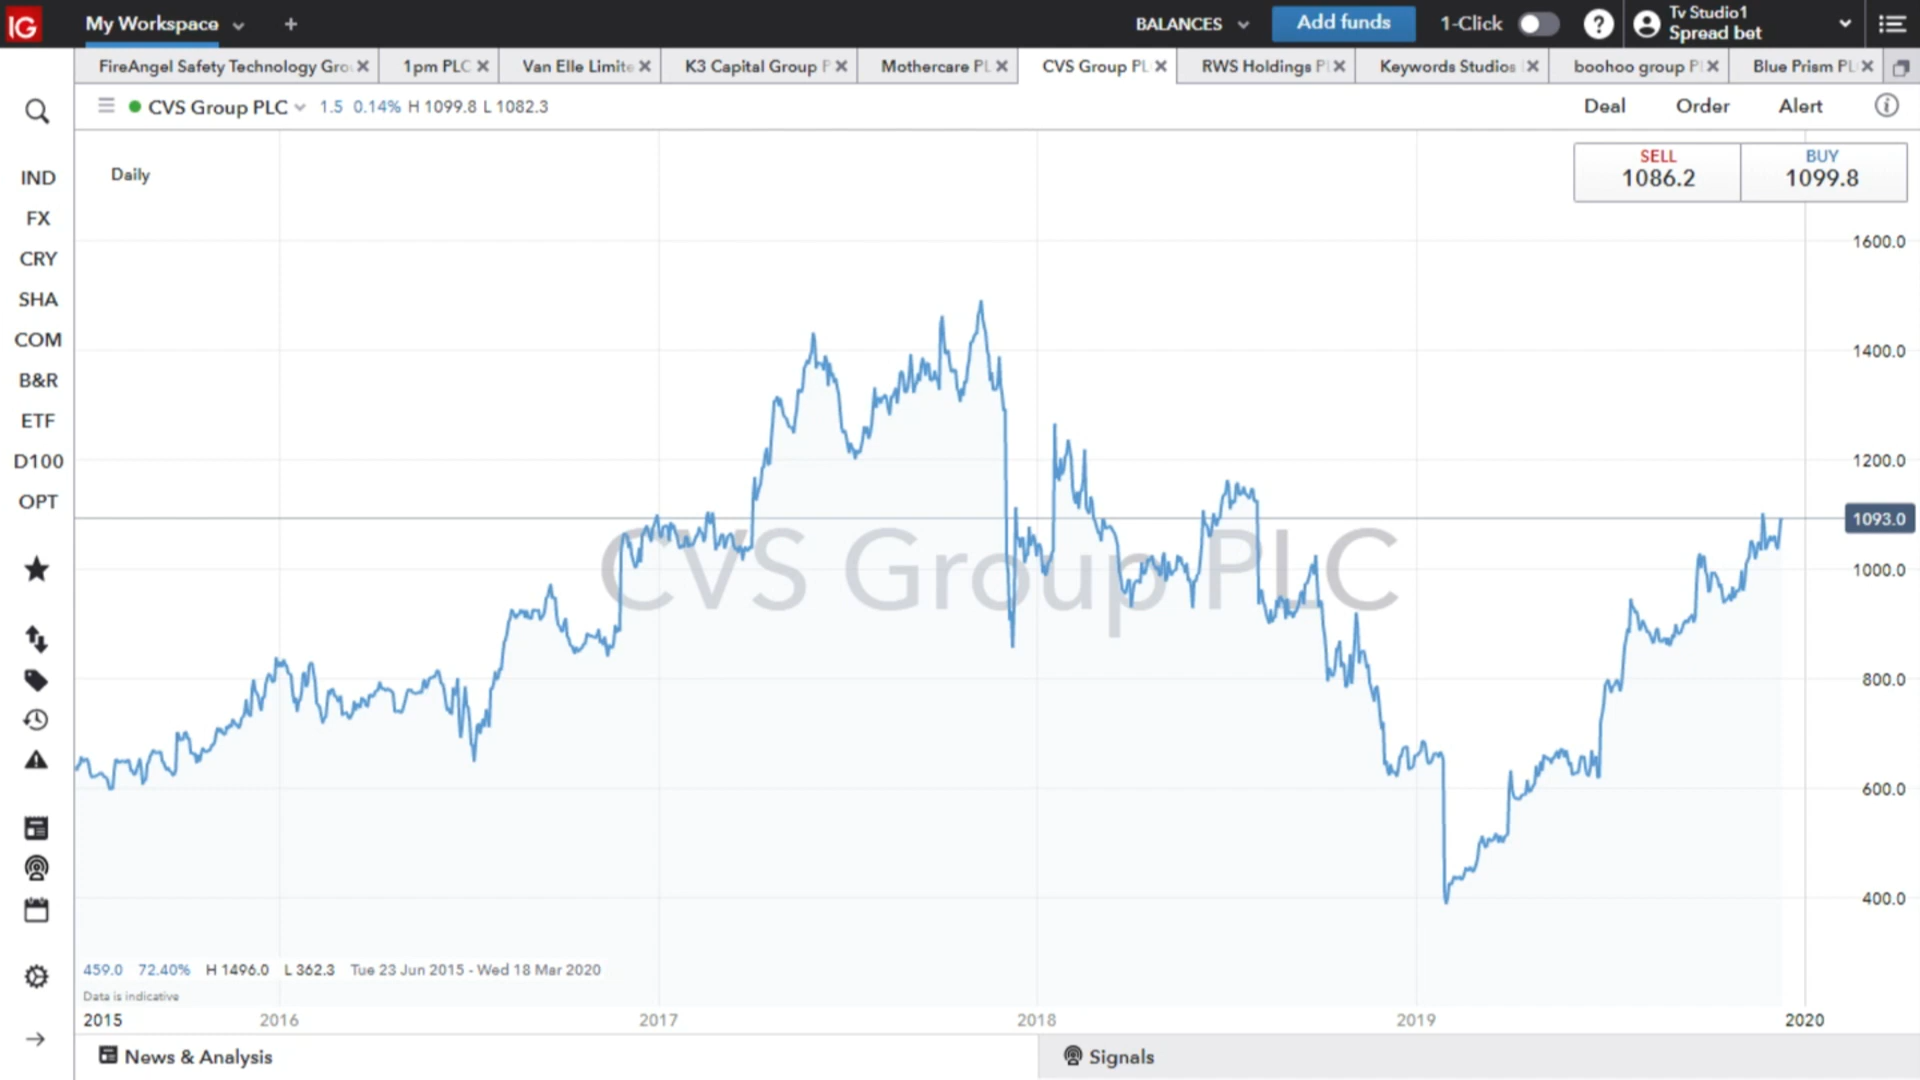 IG My Workspace + BALANCES Add funds 1-Click ? Tv Studio1
Spread bet
FireAngel Safety Technology Gro 1pm PLC Van Elle Limite K3 Capital Group P Mothercare PL CVS Group PL RWS Holdings Pl Keywords Studios boohoo group Pl Blue Prism PL
CVS Group PLC 1.5 0.14% H 1099.8 L 1082.3 Deal Order Alert
Daily
SELL BUY
1086.2 1099.8
IND
FX
CRY
SHA
COM
B&R
ETF
D100
OPT
1600.0
1400.0
1200.0
1093.0
1000.0
800.0
600.0
400.0
CVS Group PLC
459.0 72.40% H 1496.0 L 362.3 Tue 23 Jun 2015 - Wed 18 Mar 2020
Data is indicative
2015 2016 2017 2018 2019 2020
News & Analysis Signals